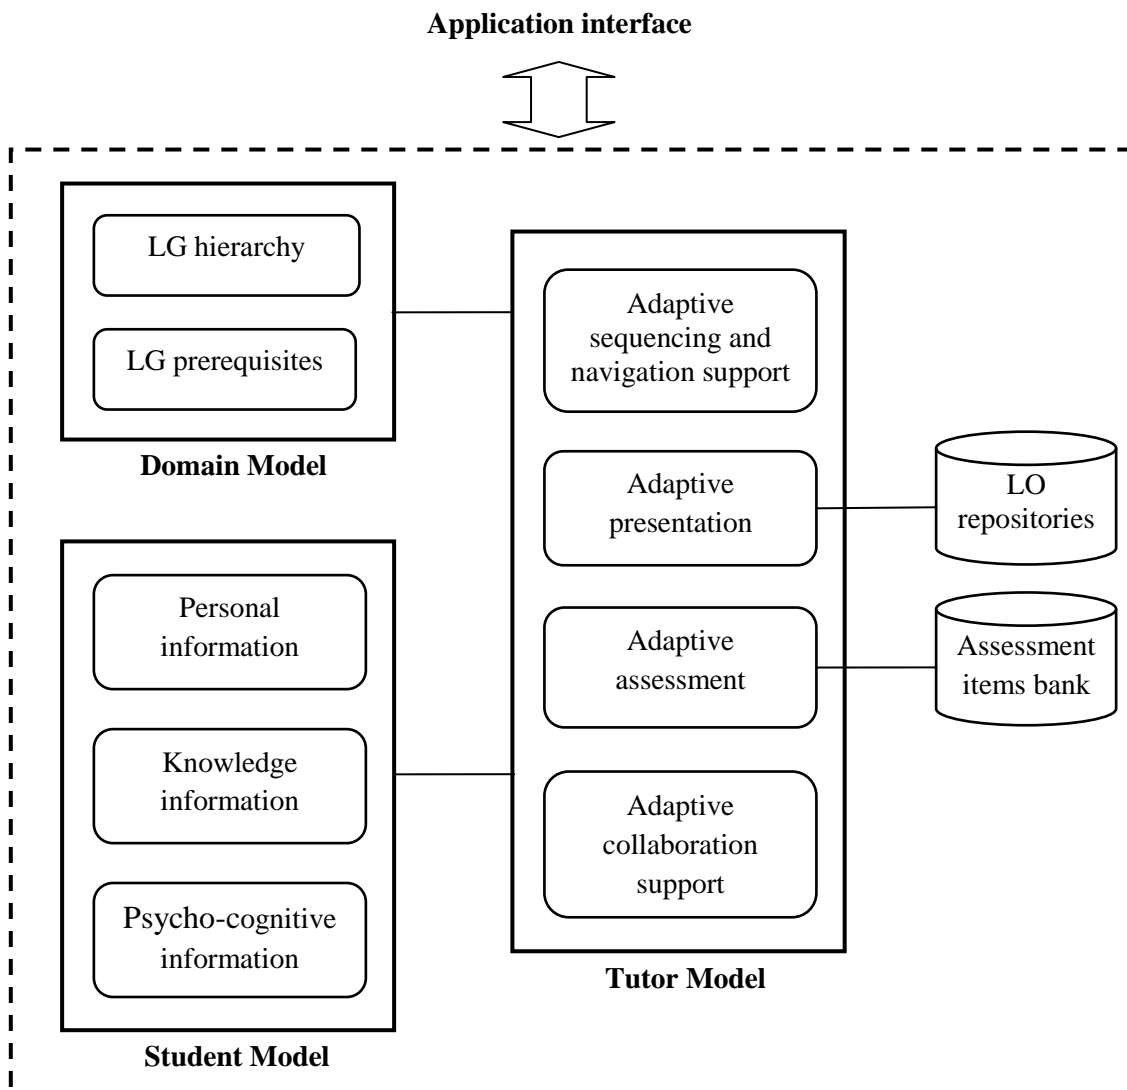 Application interface
LG hierarchy
LG prerequisites
Domain Model
Personal
information
Knowledge
information
Psycho-cognitive
information
Student Model
Adaptive
sequencing and
navigation support
Adaptive
presentation
Adaptive
assessment
Adaptive
collaboration
support
Tutor Model
LO
repositories
Assessment
items bank